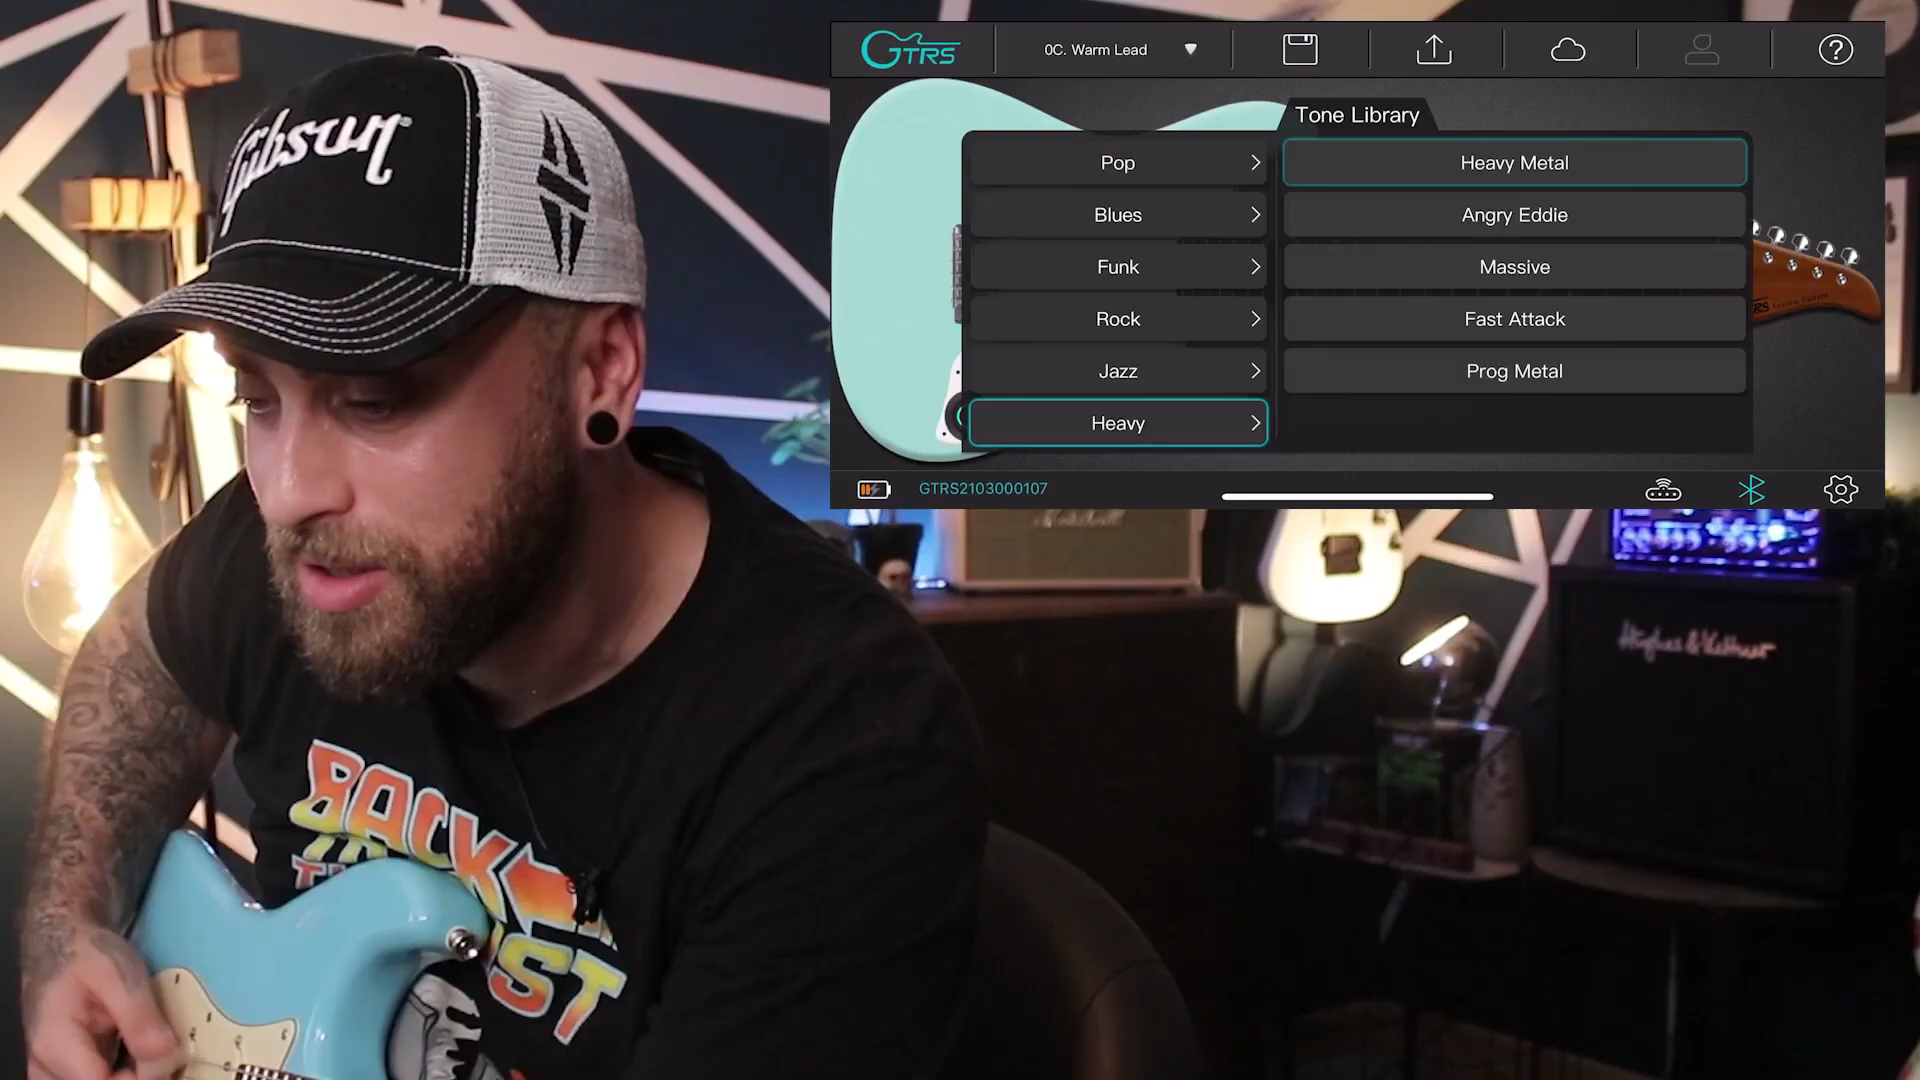 GTRS
0C. Warm Lead
Tone Library
Pop
Blues
Funk
Rock
Jazz
Heavy
Heavy Metal
Angry Eddie
Massive
Fast Attack
Prog Metal
GTRS2103000107
Gibson
BACK
Marshall
Hughes & Kettner